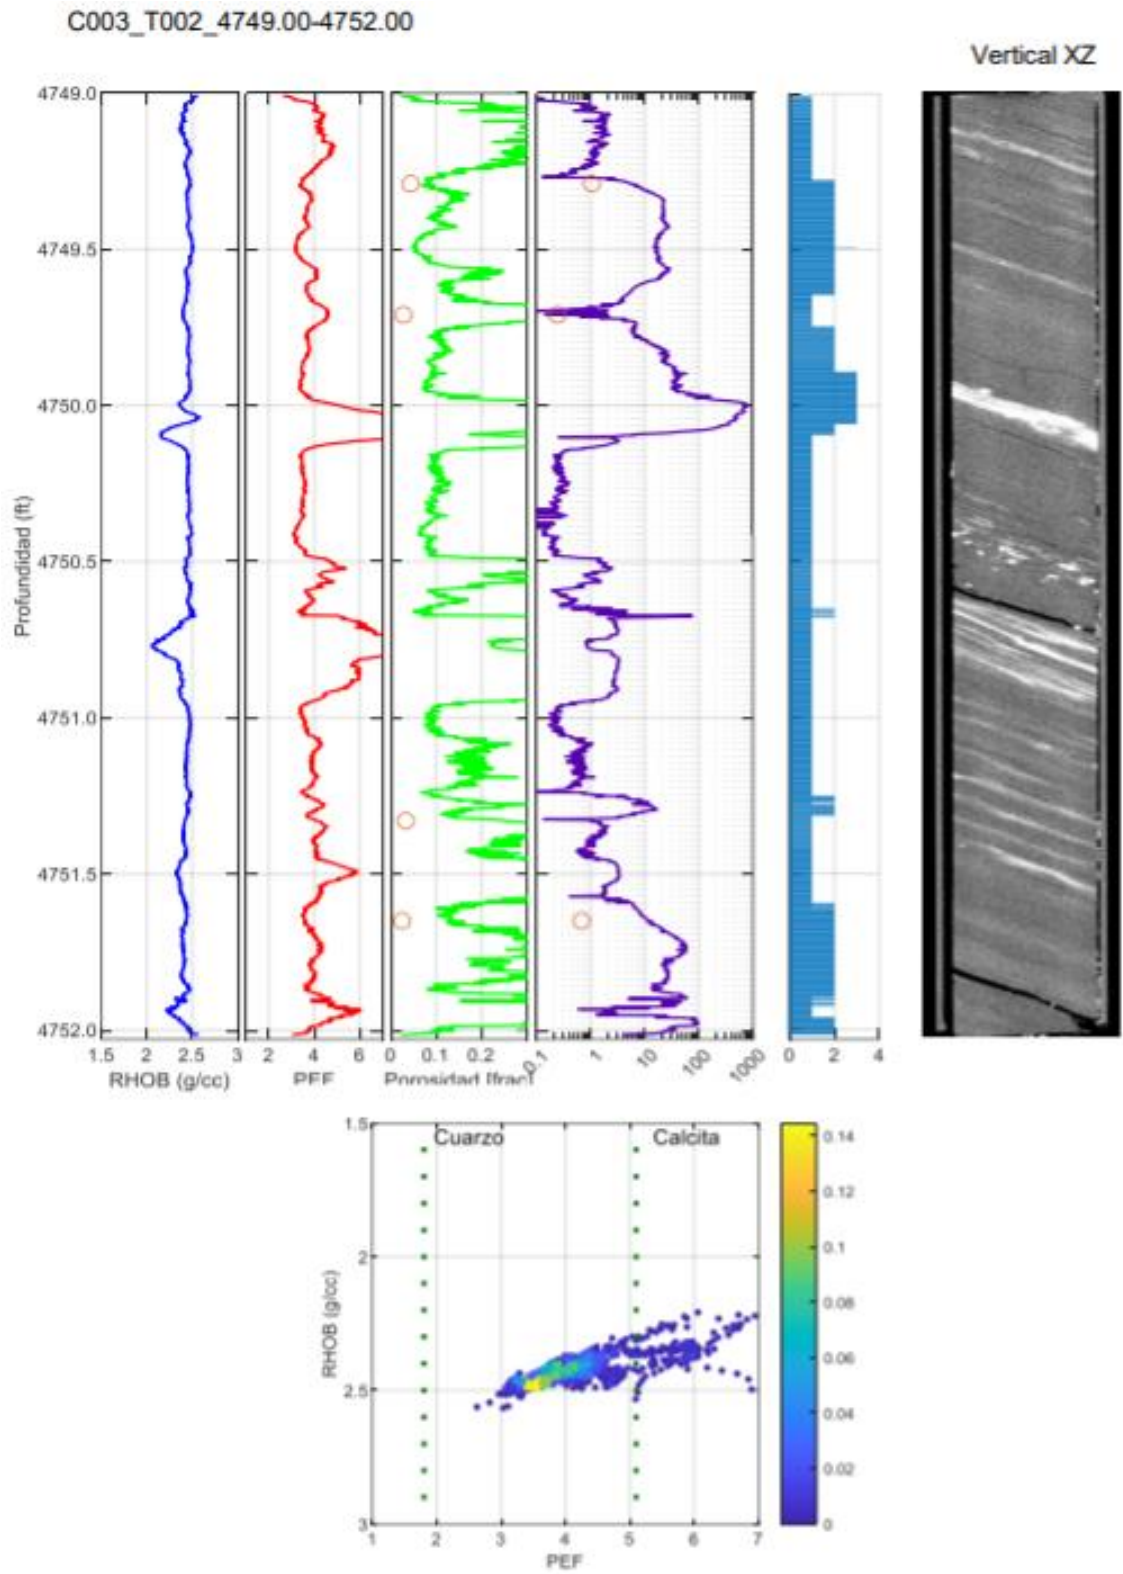 C003_T002_4749.00-4752.00
Vertical XZ
4749.0
4749.5
4750.0
4750.5
4751.0
4751.5
4752.0
Profundidad (ft)
1.5 2 2.5 3 2 4 6 0 0.1 0.2 0.1 1 10 100 1000 0 2 4
RHOB (g/cc) PEF Porosidad [frac]
1.5
2
2.5
3
RHOB (g/cc)
Cuarzo Calcita
1 2 3 4 5 6 7
PEF
0.14
0.12
0.1
0.08
0.06
0.04
0.02
0